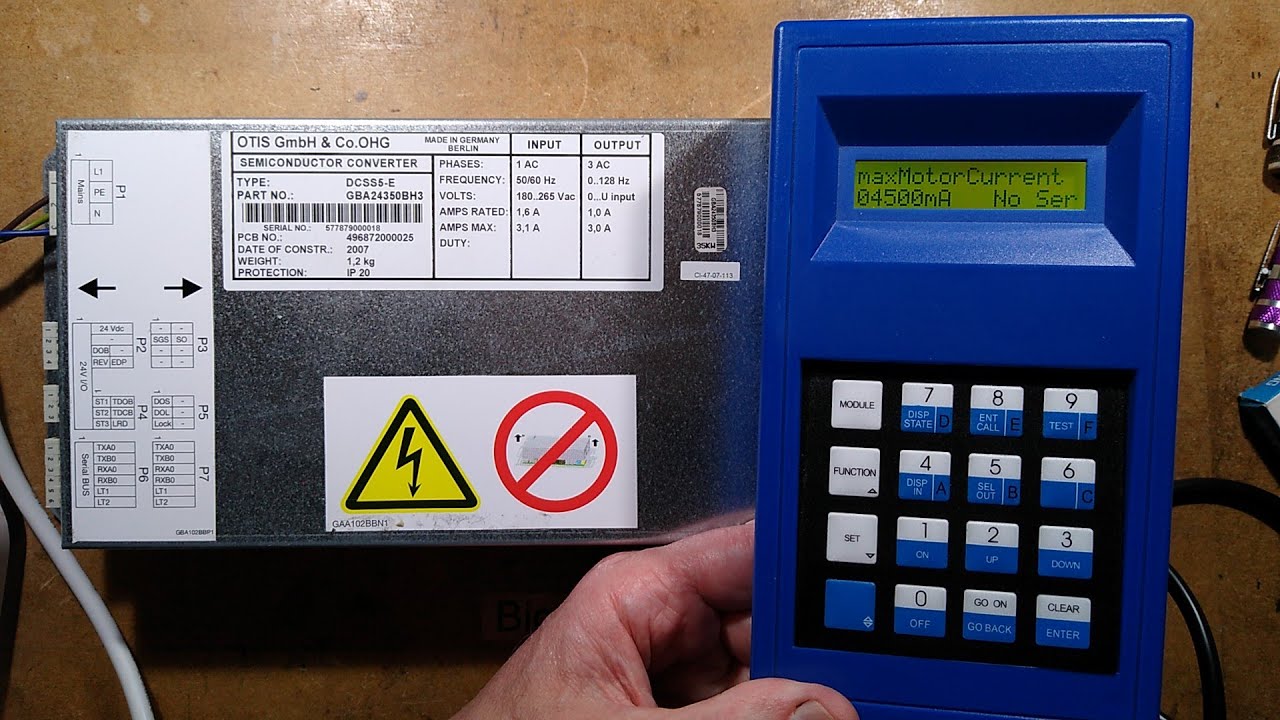 OTIS GmbH & Co.OHG
MADE IN GERMANY
BERLIN
SEMICONDUCTOR CONVERTER
TYPE: DCSS5-E
PART NO.: GBA24350BH3
SERIAL NO.: 577879000018
PCB NO.: 496872000025
DATE OF CONSTR.: 2007
WEIGHT: 1,2 kg
PROTECTION: IP 20
INPUT OUTPUT
PHASES: 1 AC 3 AC
FREQUENCY: 50/60 Hz 0..128 Hz
VOLTS: 180..265 Vac 0...U input
AMPS RATED: 1,6 A 1,0 A
AMPS MAX: 3,1 A 3,0 A
DUTY:
35KW
CI-47-07-113
1
Mains
L1
PE
N
P1
1
24V I/O
24 Vdc
-
DOB -
REV EDP
P2
- -
SGS SO
- -
- -
P3
ST1 TDOB
ST2 TDCB
ST3 LRD
P4
DOS -
DOL -
Lock -
P5
1
Serial BUS
TXA0
TXB0
RXA0
RXB0
LT1
LT2
P6
TXA0
TXB0
RXA0
RXB0
LT1
LT2
P7
GBA102BBP1
GAA102BBN1
maxMotorCurrent
04500mA No Ser
MODULE
7
DISP STATE D
8
ENT CALL E
9
TEST F
FUNCTION
4
DISP IN A
5
SEL OUT B
6
C
SET
1
ON
2
UP
3
DOWN
0
OFF
GO ON
GO BACK
CLEAR
ENTER